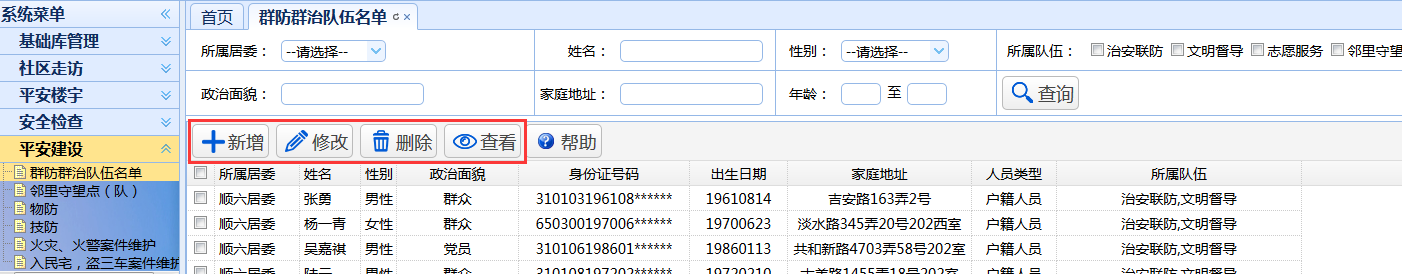 系统菜单
基础库管理
社区走访
平安楼宇
安全检查
平安建设
群防群治队伍名单
邻里守望点（队）
物防
技防
火灾、火警案件维护
入民宅，盗三车案件维护
首页 群防群治队伍名单
所属居委： --请选择-- 姓名： 性别： --请选择-- 所属队伍： 治安联防 文明督导 志愿服务 邻里守望
政治面貌： 家庭地址： 年龄： 至 查询
新增 修改 删除 查看 帮助
所属居委 姓名 性别 政治面貌 身份证号码 出生日期 家庭地址 人员类型 所属队伍
顺六居委 张勇 男性 群众 310103196108****** 19610814 吉安路163弄2号 户籍人员 治安联防,文明督导
顺六居委 杨一青 女性 群众 650300197006****** 19700623 淡水路345弄20号202西室 户籍人员 治安联防,文明督导
顺六居委 吴嘉祺 男性 党员 310106198601****** 19860113 共和新路4703弄58号202室 户籍人员 治安联防,文明督导
顺六居委 男性 群众 310108197202****** 19720210 户籍人员 治安联防,文明督导